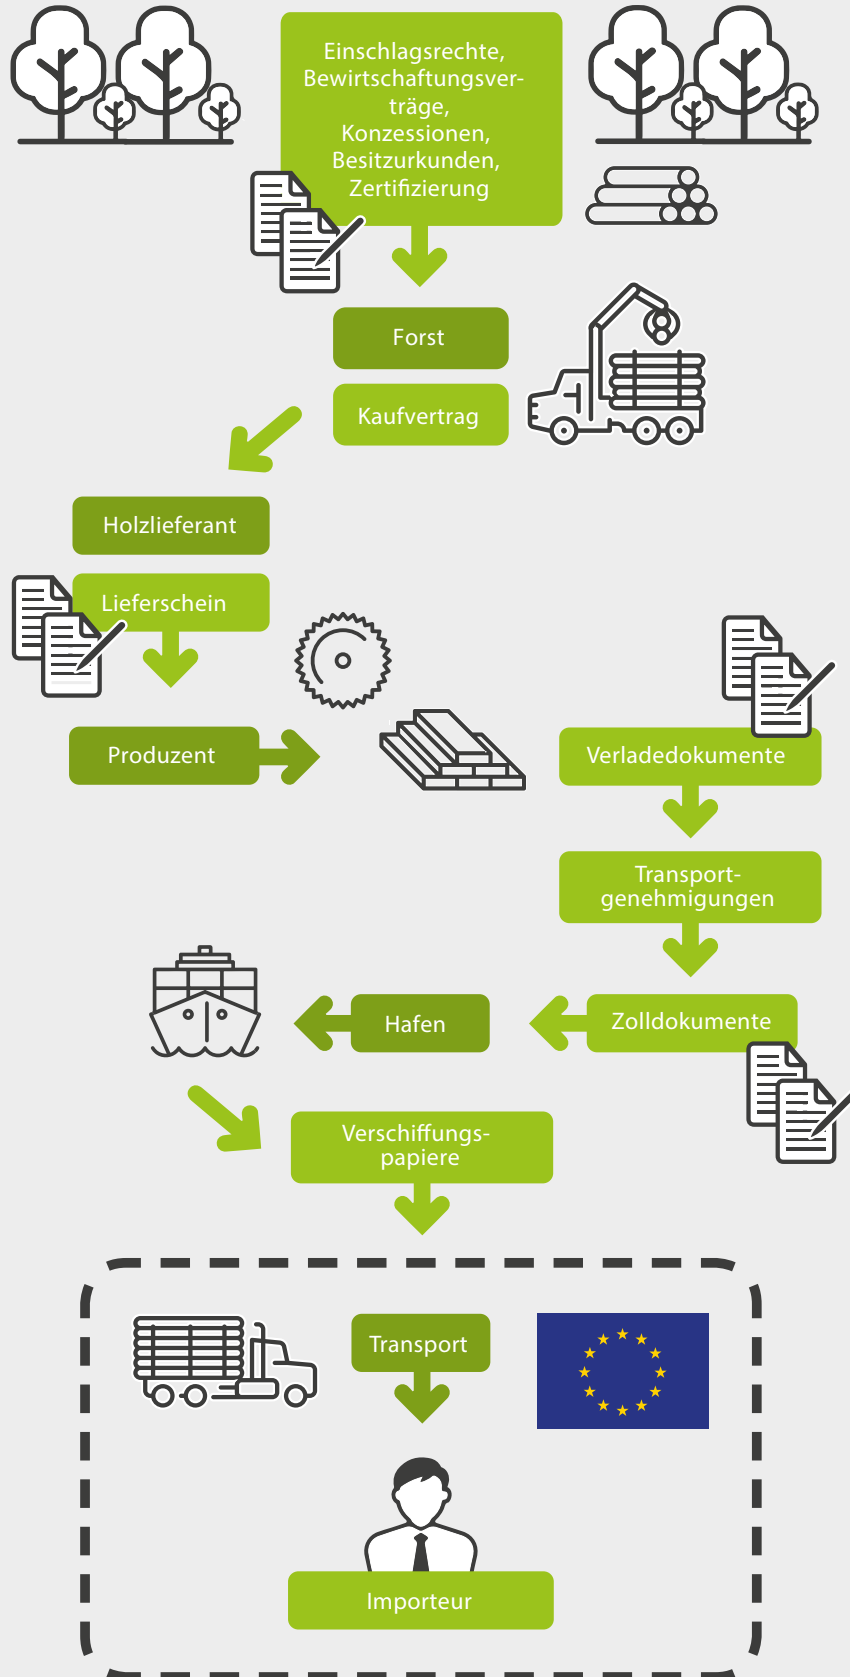 Einschlagsrechte,
Bewirtschaftungsver-
träge,
Konzessionen,
Besitzurkunden,
Zertifizierung
Forst
Kaufvertrag
Holzlieferant
Lieferschein
Produzent
Verladedokumente
Transport-
genehmigungen
Zolldokumente
Hafen
Verschiffungs-
papiere
Transport
Importeur